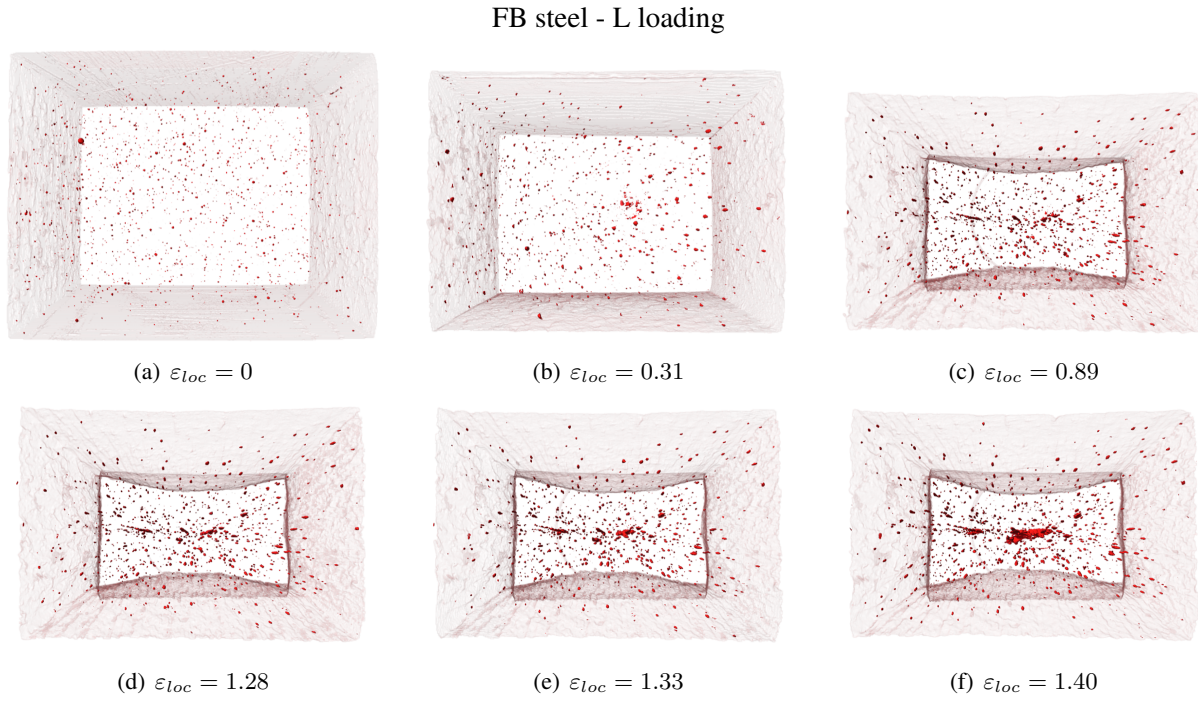 FB steel - L loading
(a) ε_loc = 0
(b) ε_loc = 0.31
(c) ε_loc = 0.89
(d) ε_loc = 1.28
(e) ε_loc = 1.33
(f) ε_loc = 1.40